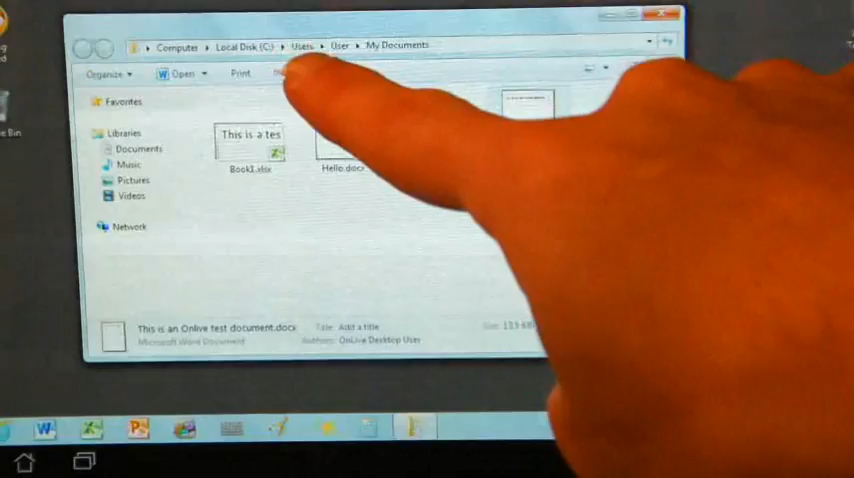 Computer Local Disk (C:) Users User My Documents
Organize Open Print
Favorites
Libraries
Documents
Music
Pictures
Videos
Network
This is a tes
Book1.xlsx
Hello.docx
e Bin
This is an Onlive test document.docx
Title: Add a title
Size:
Microsoft Word Document
Authors: OnLive Desktop User